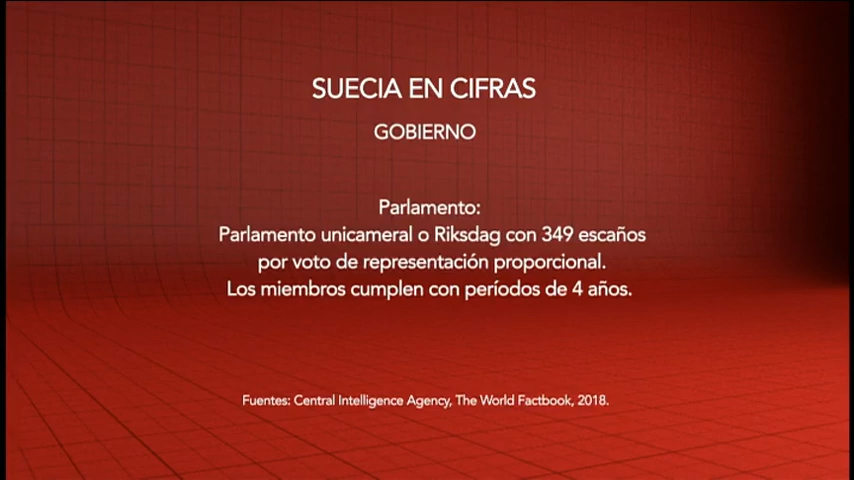 SUECIA EN CIFRAS
GOBIERNO
Parlamento:
Parlamento unicameral o Riksdag con 349 escaños
por voto de representación proporcional.
Los miembros cumplen con períodos de 4 años.
Fuentes: Central Intelligence Agency, The World Factbook, 2018.